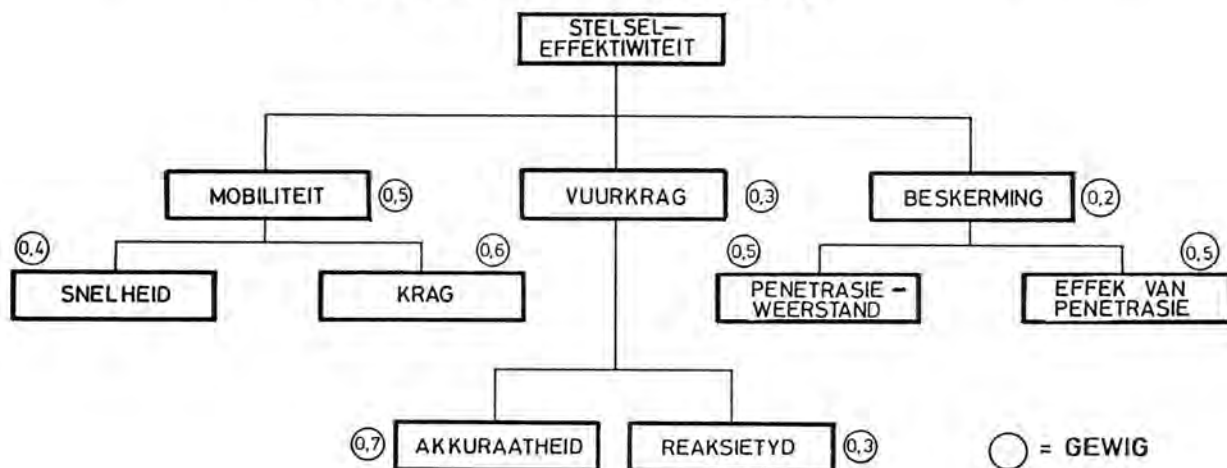 STELSEL—
EFFEKTIWITEIT
MOBILITEIT
0,5
VUURKRAG
0,3
BESKERMING
0,2
0,4
SNELHEID
0,6
KRAG
0,5
PENETRASIE –
WEERSTAND
0,5
EFFEK VAN
PENETRASIE
0,7
AKKURAATHEID
REAKSIETYD
0,3
= GEWIG